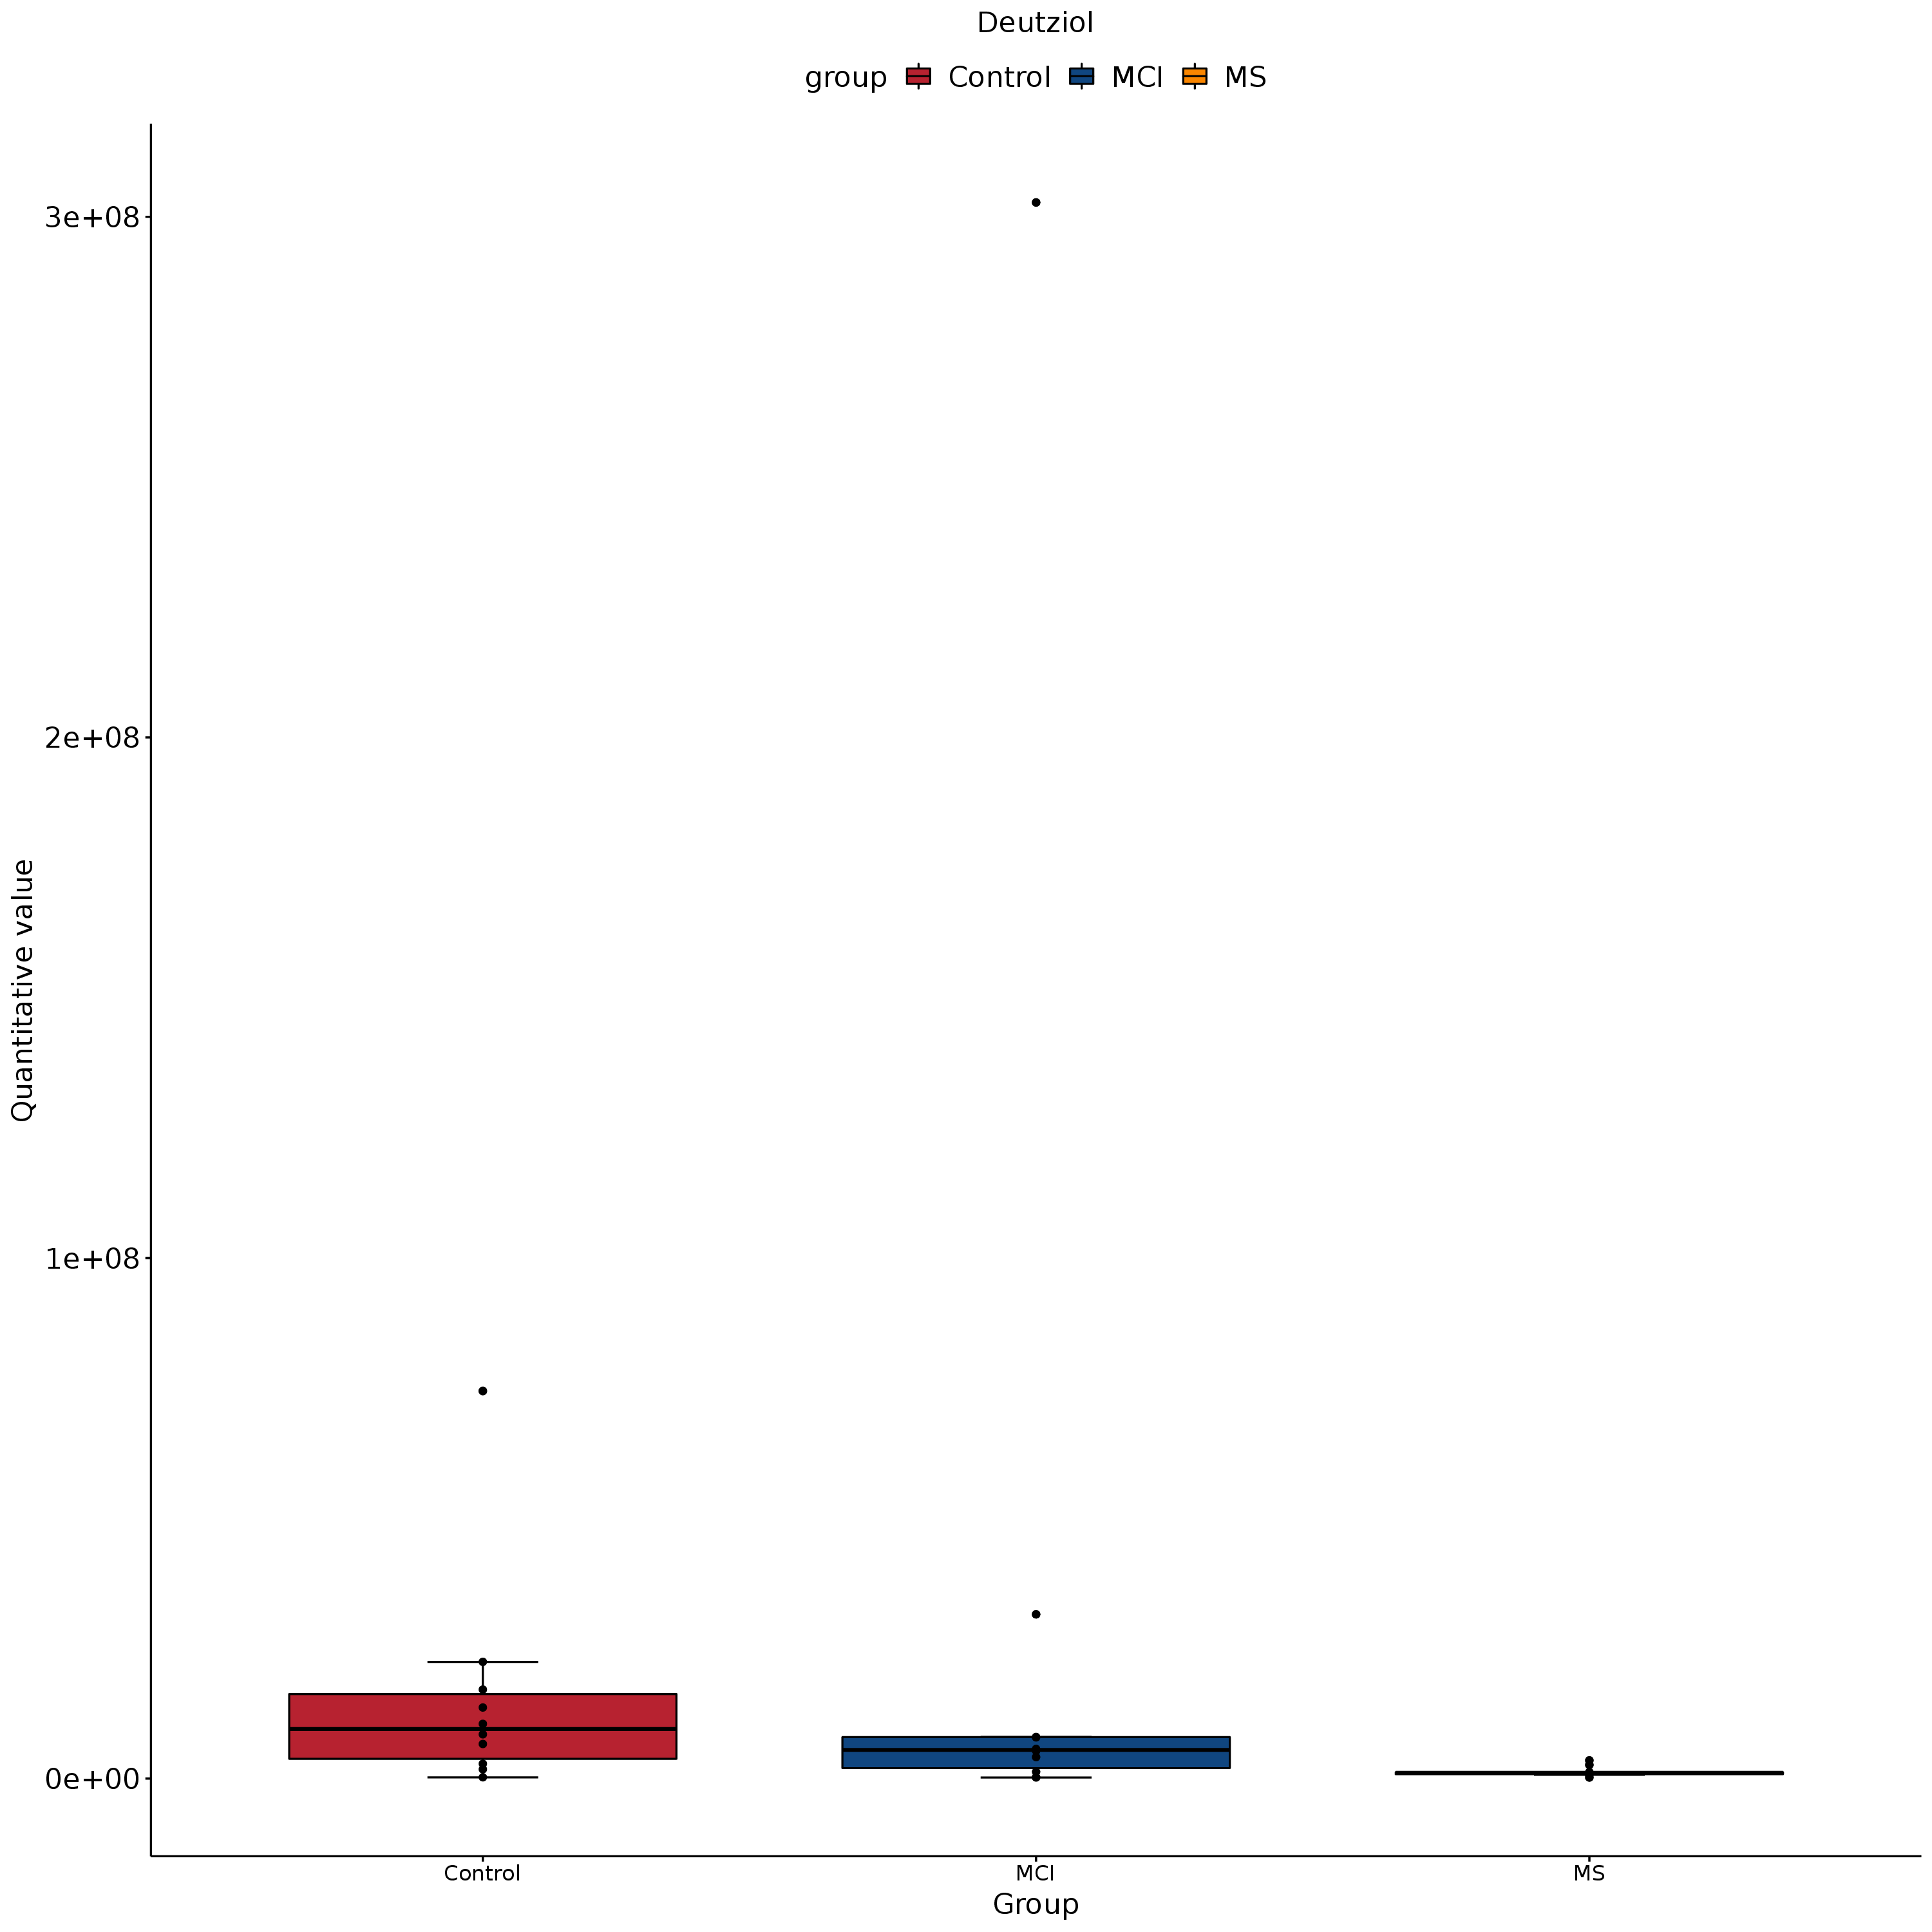 Deutziol
group Control MCI MS
3e+08
2e+08
1e+08
0e+00
Quantitative value
Control MCI MS
Group